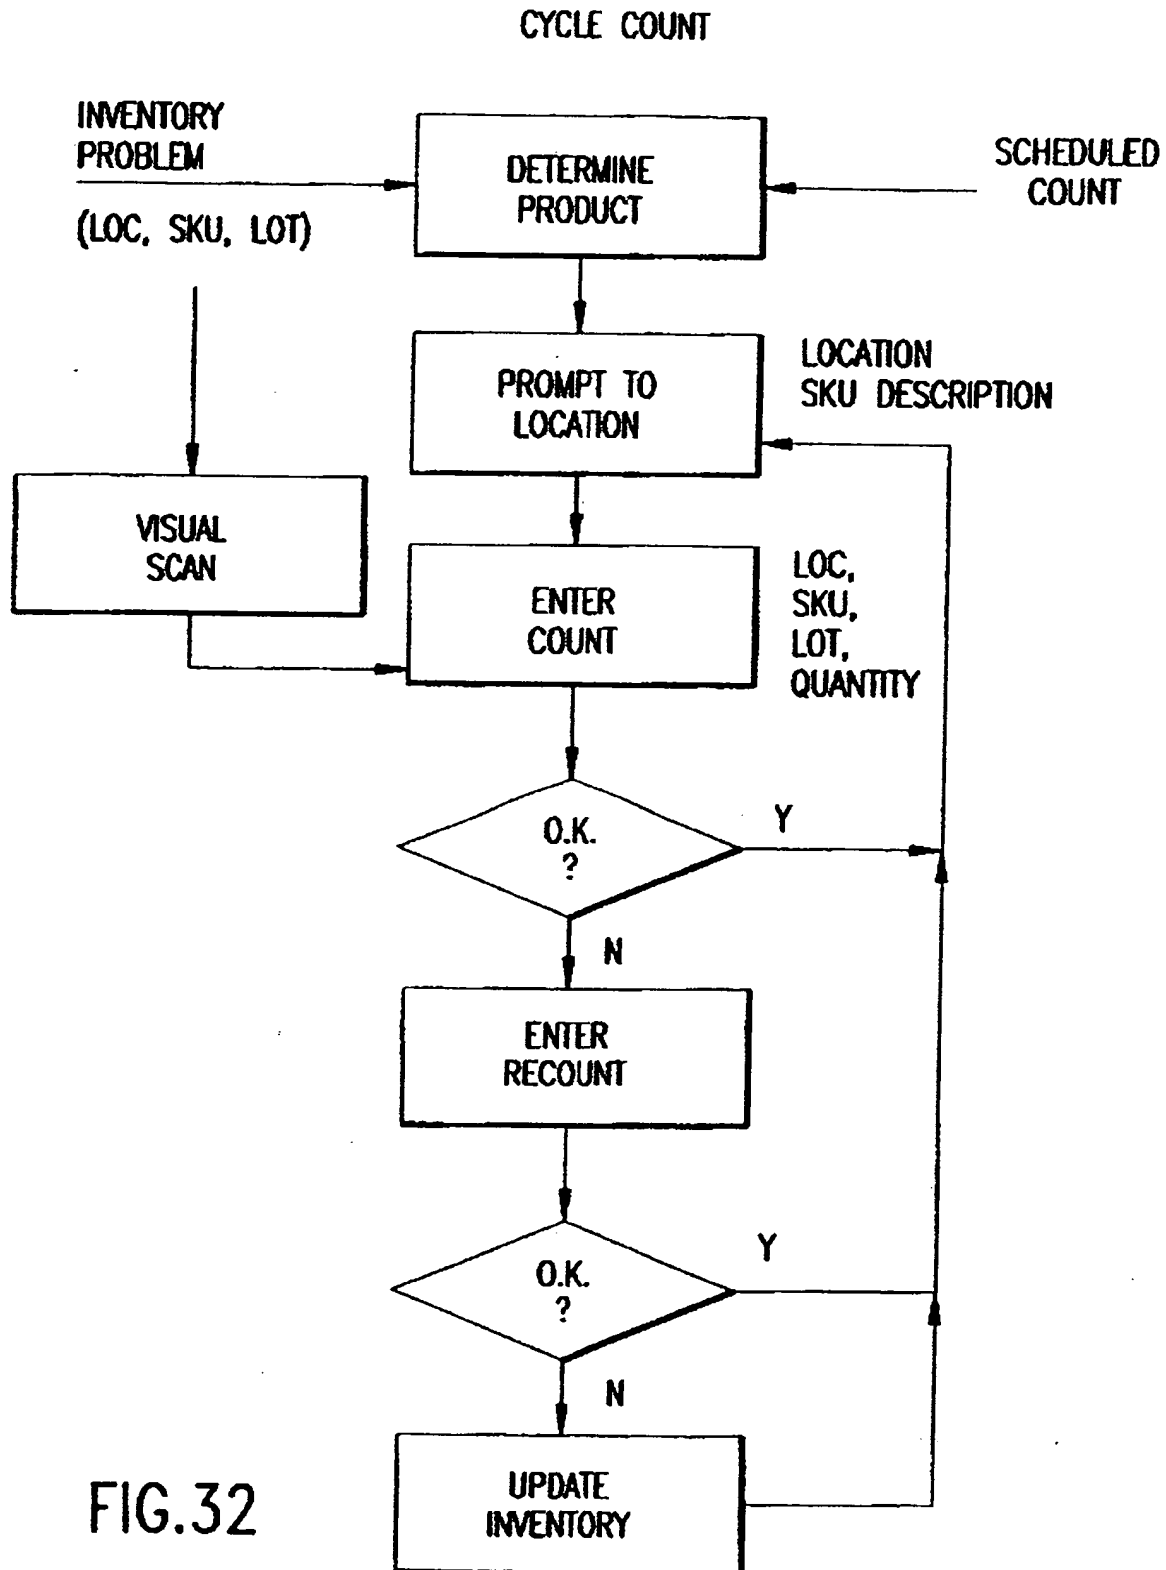 CYCLE COUNT
INVENTORY
PROBLEM
(LOC, SKU, LOT)
DETERMINE
PRODUCT
SCHEDULED
COUNT
PROMPT TO
LOCATION
LOCATION
SKU DESCRIPTION
VISUAL
SCAN
ENTER
COUNT
LOC,
SKU,
LOT,
QUANTITY
O.K.
?
Y
N
ENTER
RECOUNT
O.K.
?
Y
N
UPDATE
INVENTORY
FIG.32